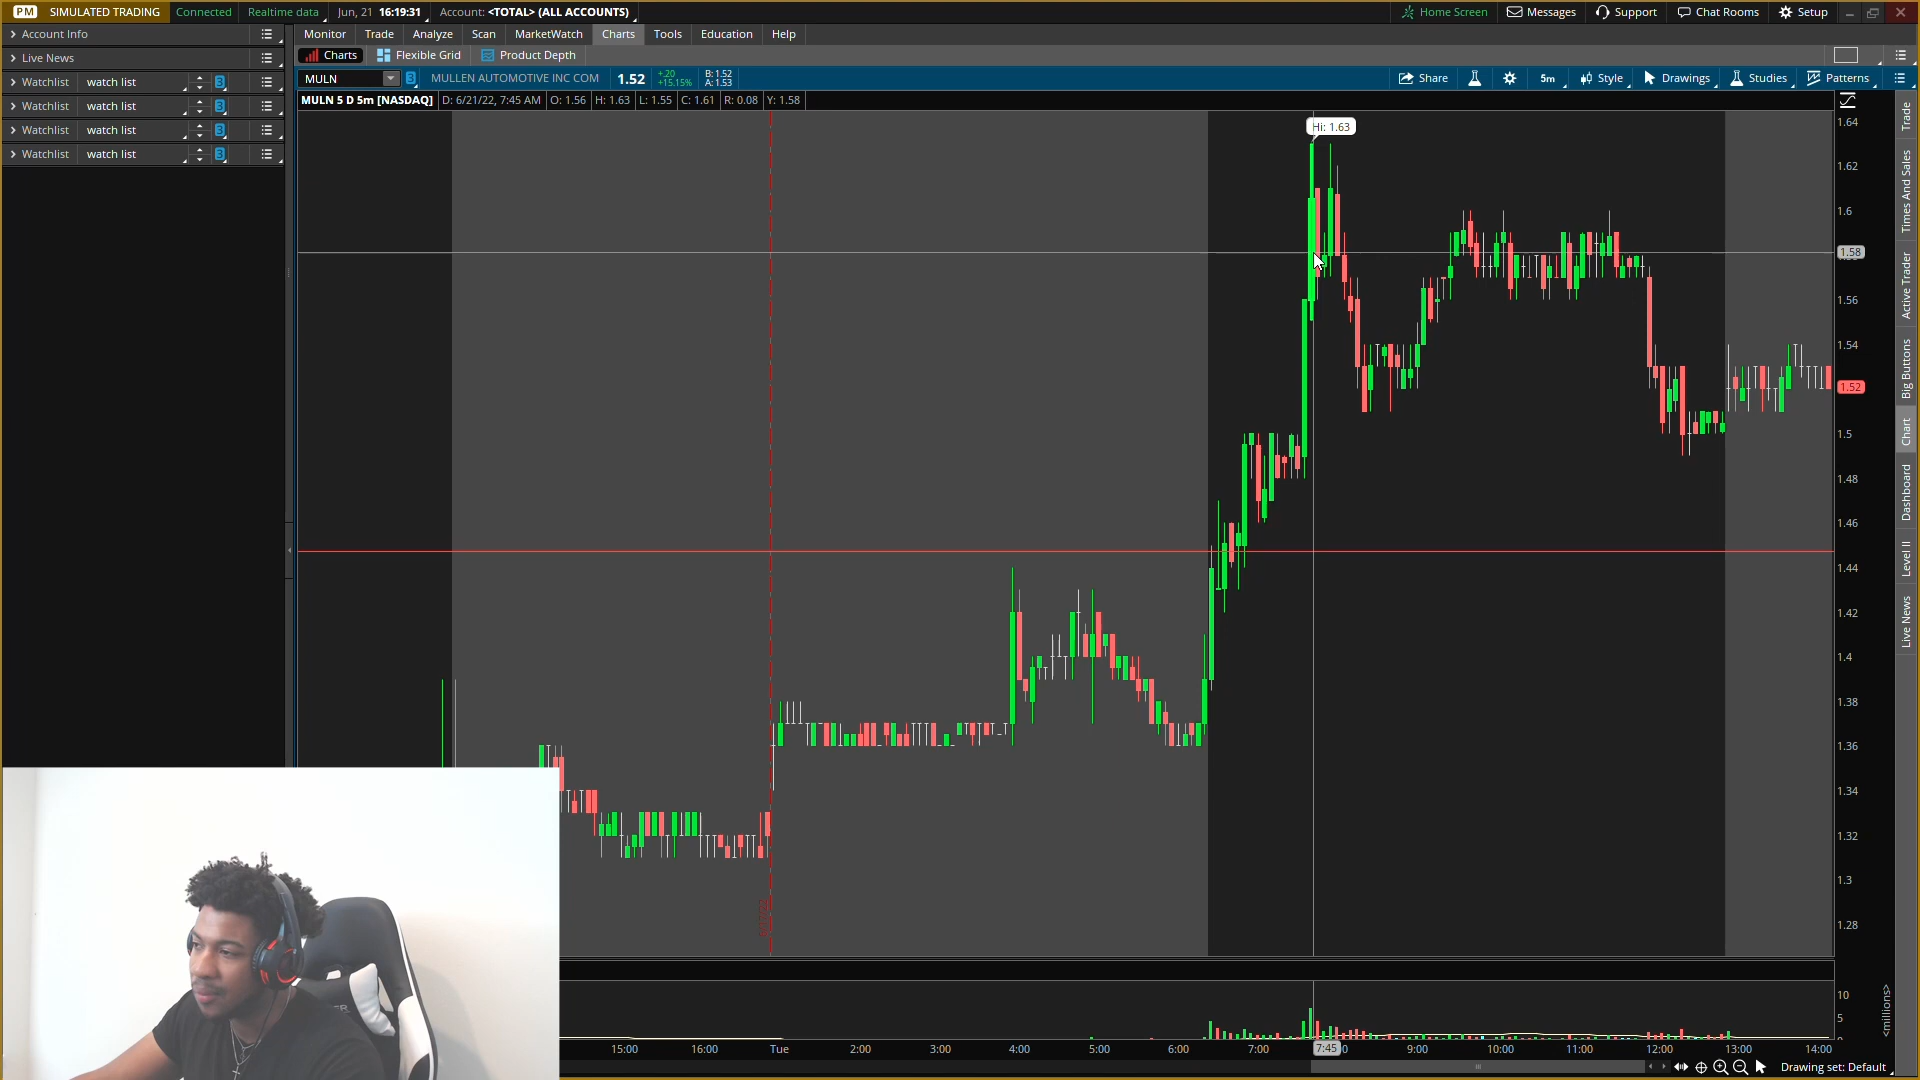 PM SIMULATED TRADING Connected Realtime data Jun, 21 16:19:31 Account: <TOTAL> (ALL ACCOUNTS) Home Screen Messages Support Chat Rooms Setup
Account Info
Live News
Watchlist watch list 3
Watchlist watch list 3
Watchlist watch list 3
Watchlist watch list 3
Monitor Trade Analyze Scan MarketWatch Charts Tools Education Help
Charts Flexible Grid Product Depth
MULN 3 MULLEN AUTOMOTIVE INC COM 1.52 +.20 +15.15% B: 1.52 A: 1.53 Share 5m Style Drawings Studies Patterns
MULN 5 D 5m [NASDAQ] D: 6/21/22, 7:45 AM O: 1.56 H: 1.63 L: 1.55 C: 1.61 R: 0.08 Y: 1.58
Hi: 1.63
1.64
1.62
1.6
1.58
1.56
1.54
1.52
1.5
1.48
1.46
1.44
1.42
1.4
1.38
1.36
1.34
1.32
1.3
1.28
10
5
<millions>
15:00 16:00 Tue 2:00 3:00 4:00 5:00 6:00 7:00 7:45 9:00 10:00 11:00 12:00 13:00 14:00
Drawing set: Default
Trade
Times And Sales
Active Trader
Big Buttons
Chart
Dashboard
Level II
Live News